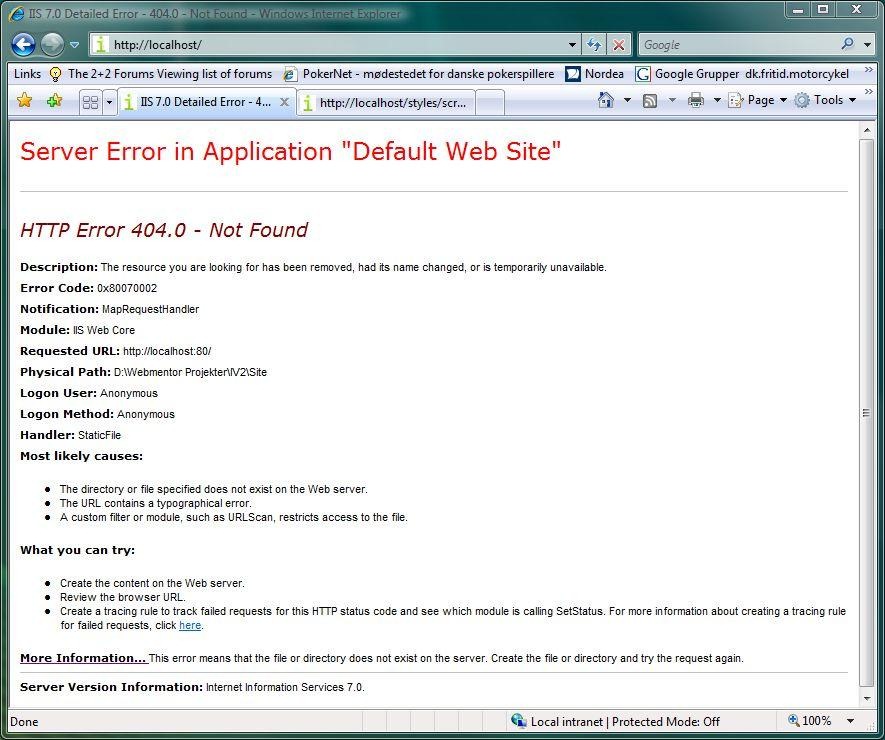 IIS 7.0 Detailed Error - 404.0 - Not Found - Windows Internet Explorer
http://localhost/
Google
Links The 2+2 Forums Viewing list of forums PokerNet - mødestedet for danske pokerspillere Nordea Google Grupper dk.fritid.motorcykel »
IIS 7.0 Detailed Error - 4... http://localhost/styles/scr... Page Tools »
Server Error in Application "Default Web Site"
HTTP Error 404.0 - Not Found
Description: The resource you are looking for has been removed, had its name changed, or is temporarily unavailable.
Error Code: 0x80070002
Notification: MapRequestHandler
Module: IIS Web Core
Requested URL: http://localhost:80/
Physical Path: D:\Webmentor Projekter\IV2\Site
Logon User: Anonymous
Logon Method: Anonymous
Handler: StaticFile
Most likely causes:
• The directory or file specified does not exist on the Web server.
• The URL contains a typographical error.
• A custom filter or module, such as URLScan, restricts access to the file.
What you can try:
• Create the content on the Web server.
• Review the browser URL.
• Create a tracing rule to track failed requests for this HTTP status code and see which module is calling SetStatus. For more information about creating a tracing rule
for failed requests, click here.
More Information... This error means that the file or directory does not exist on the server. Create the file or directory and try the request again.
Server Version Information: Internet Information Services 7.0.
Done Local intranet | Protected Mode: Off 100%